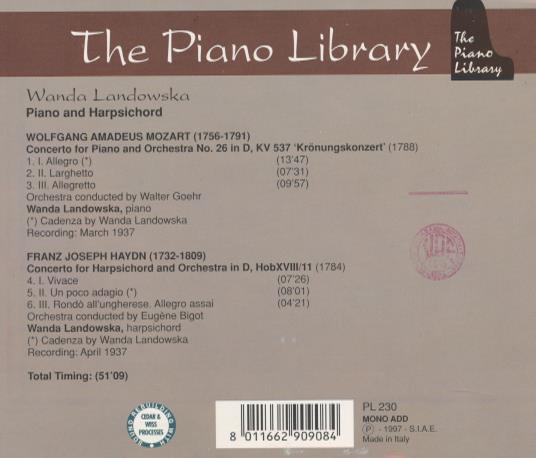 The Piano Library
The
Piano
Library
Wanda Landowska
Piano and Harpsichord
WOLFGANG AMADEUS MOZART (1756-1791)
Concerto for Piano and Orchestra No. 26 in D, KV 537 'Krönungskonzert' (1788)
1. I. Allegro (*) (13'47)
2. II. Larghetto (07'31)
3. III. Allegretto (09'57)
Orchestra conducted by Walter Goehr
Wanda Landowska, piano
(*) Cadenza by Wanda Landowska
Recording: March 1937
FRANZ JOSEPH HAYDN (1732-1809)
Concerto for Harpsichord and Orchestra in D, HobXVIII/11 (1784)
4. I. Vivace (07'26)
5. II. Un poco adagio (*) (08'01)
6. III. Rondò all'ungherese. Allegro assai (04'21)
Orchestra conducted by Eugène Bigot
Wanda Landowska, harpsichord
(*) Cadenza by Wanda Landowska
Recording: April 1937
Total Timing: (51'09)
CEDAR &
WISS
PROCESSES
8 011662 909084
PL 230
MONO ADD
Ⓟ - 1997 - S.I.A.E.
Made in Italy